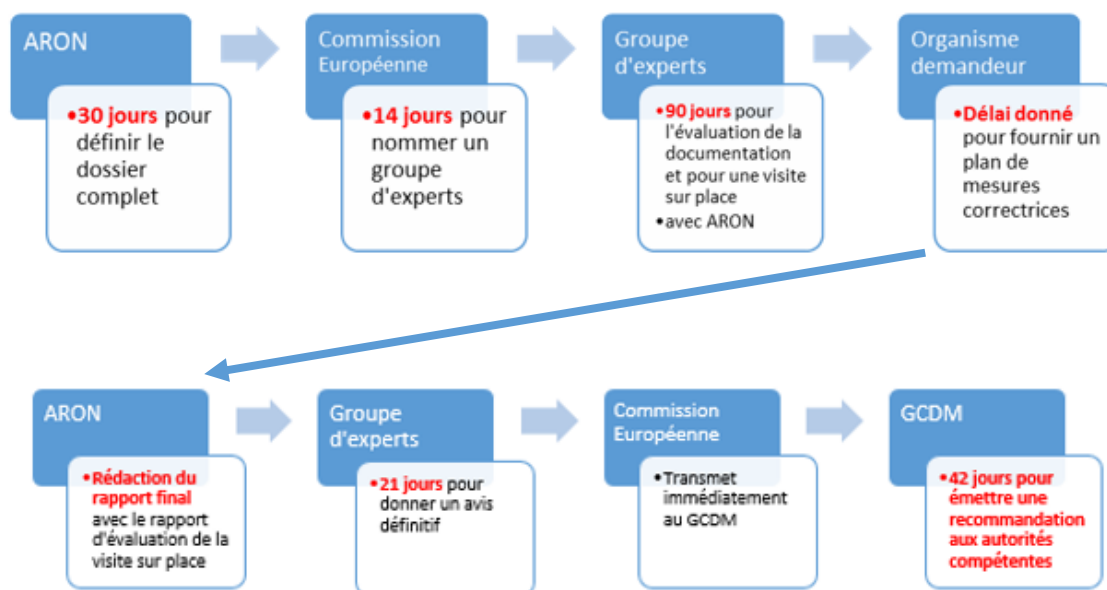 ARON
•30 jours pour
définir le
dossier
complet
Commission
Européenne
•14 jours pour
nommer un
groupe
d'experts
Groupe
d'experts
•90 jours pour
l'évaluation de la
documentation
et pour une visite
sur place
•avec ARON
Organisme
demandeur
•Délai donné
pour fournir un
plan de
mesures
correctrices
ARON
•Rédaction du
rapport final
avec le rapport
d'évaluation de la
visite sur place
Groupe
d'experts
•21 jours pour
donner un avis
définitif
Commission
Européenne
•Transmet
immédiatement
au GCDM
GCDM
•42 jours pour
émettre une
recommandation
aux autorités
compétentes